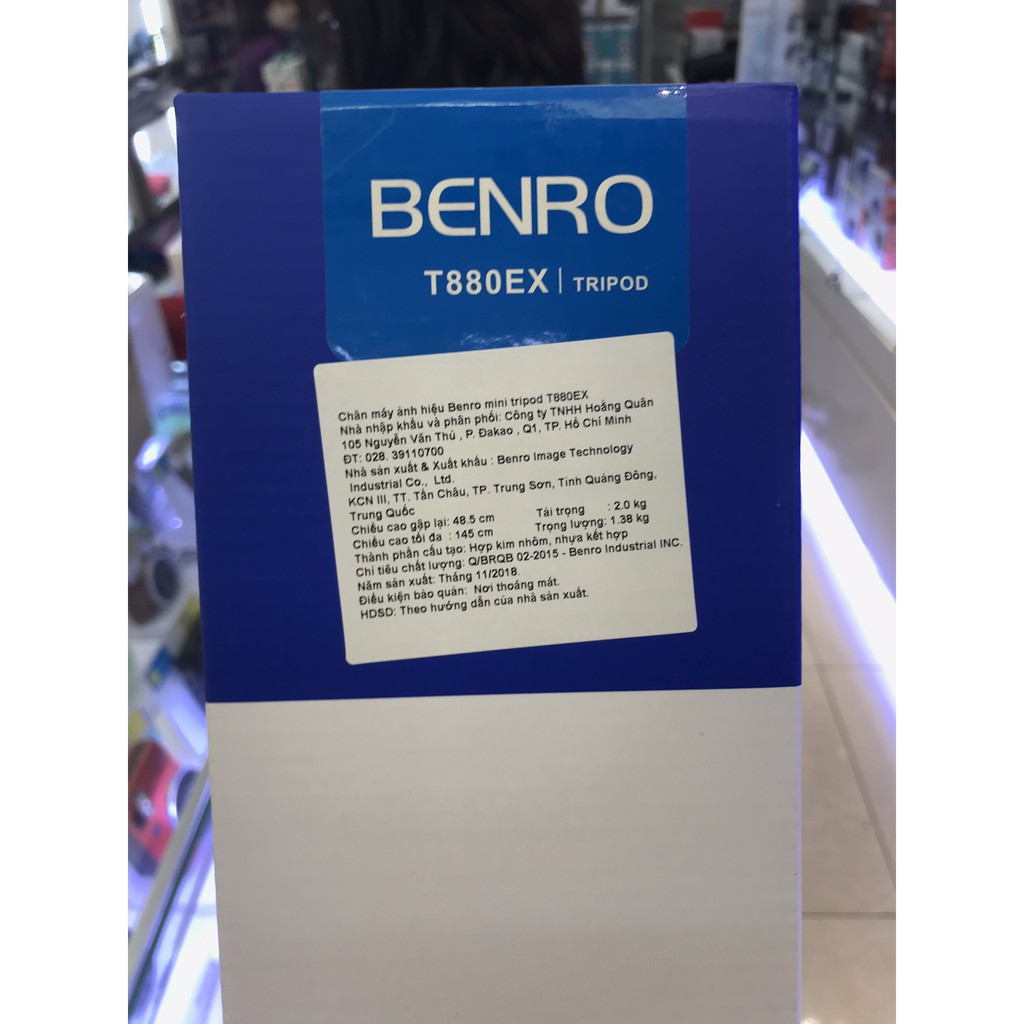 BENRO
T880EX | TRIPOD
Chân máy ảnh hiệu Benro mini tripod T880EX
Nhà nhập khẩu và phân phối: Công ty TNHH Hoằng Quân
105 Nguyễn Văn Thủ , P. Đakao , Q1, TP. Hồ Chí Minh
ĐT: 028. 39110700
Nhà sản xuất & Xuất khẩu : Benro Image Technology
Industrial Co., Ltd.
KCN III, TT. Tần Châu, TP. Trung Sơn, Tỉnh Quảng Đông,
Trung Quốc
Chiều cao gập lại: 48.5 cm Tải trọng : 2.0 kg
Chiều cao tối đa : 145 cm Trọng lượng: 1.38 kg
Thành phần cấu tạo: Hợp kim nhôm, nhựa kết hợp
Chỉ tiêu chất lượng: Q/BRQB 02-2015 - Benro Industrial INC.
Năm sản xuất: Tháng 11/2018.
Điều kiện bảo quản: Nơi thoáng mát.
HDSD: Theo hướng dẫn của nhà sản xuất.